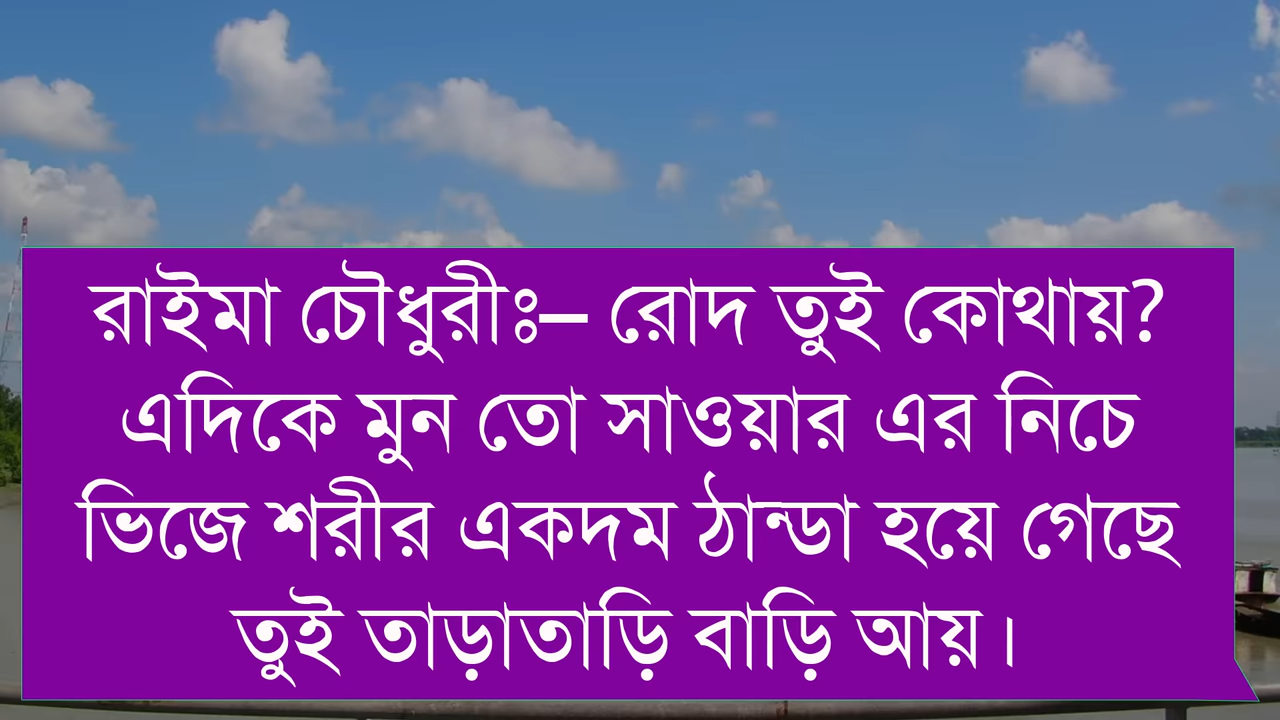 রাইমা চৌধুরীঃ– রোদ তুই কোথায়?
এদিকে মুন তো সাওয়ার এর নিচে
ভিজে শরীর একদম ঠান্ডা হয়ে গেছে
তুই তাড়াতাড়ি বাড়ি আয়।